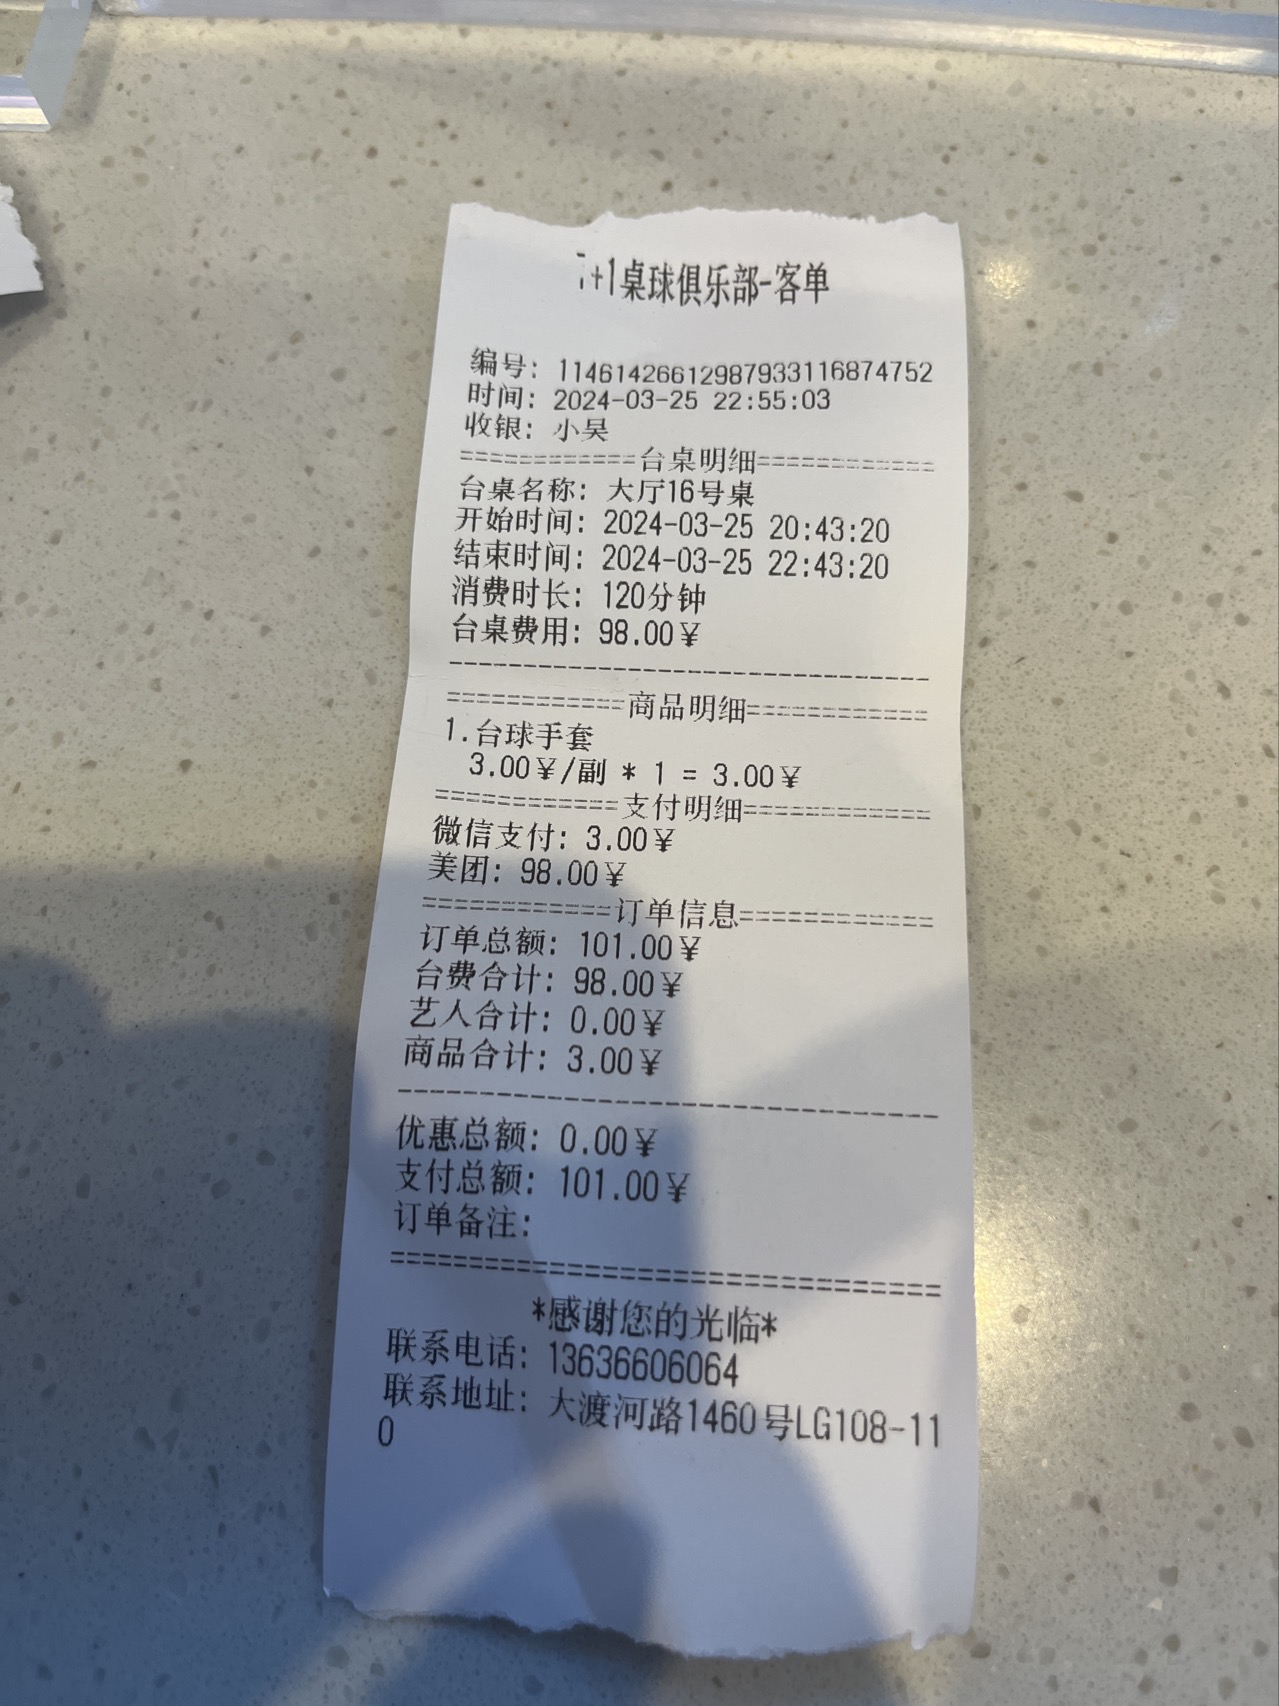 +1桌球俱乐部-客单
编号: 11461426612987933116874752
时间: 2024-03-25 22:55:03
收银: 小吴
============台桌明细============
台桌名称: 大厅16号桌
开始时间: 2024-03-25 20:43:20
结束时间: 2024-03-25 22:43:20
消费时长: 120分钟
台桌费用: 98.00¥
--------------------------------
============商品明细============
1.台球手套
3.00¥/副 * 1 = 3.00¥
============支付明细============
微信支付: 3.00¥
美团: 98.00¥
============订单信息============
订单总额: 101.00¥
台费合计: 98.00¥
艺人合计: 0.00¥
商品合计: 3.00¥
--------------------------------
优惠总额: 0.00¥
支付总额: 101.00¥
订单备注:
================================
*感谢您的光临*
联系电话: 13636606064
联系地址: 大渡河路1460号LG108-11
0